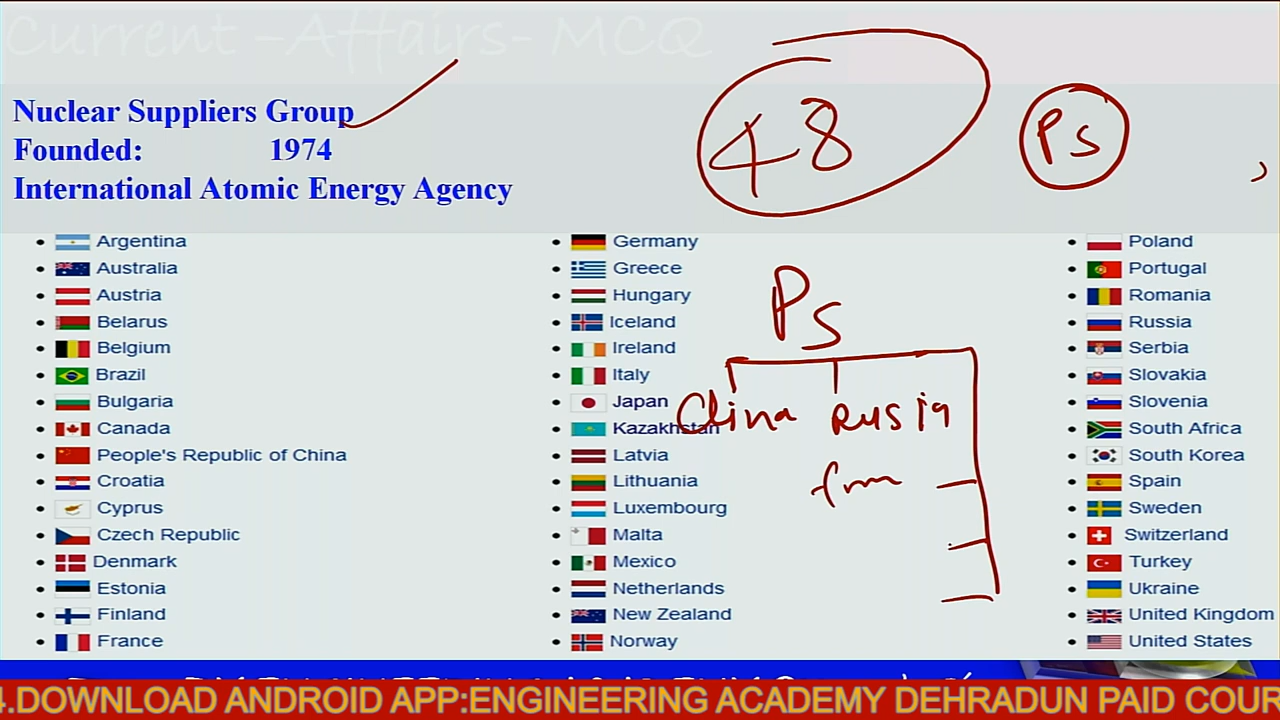 Current -Affairs- MCQ
Nuclear Suppliers Group
Founded: 1974
International Atomic Energy Agency
48
P5
Argentina
Australia
Austria
Belarus
Belgium
Brazil
Bulgaria
Canada
People's Republic of China
Croatia
Cyprus
Czech Republic
Denmark
Estonia
Finland
France
Germany
Greece
Hungary
Iceland
Ireland
Italy
Japan
Kazakhstan
Latvia
Lithuania
Luxembourg
Malta
Mexico
Netherlands
New Zealand
Norway
P5
China RUSIA
Poland
Portugal
Romania
Russia
Serbia
Slovakia
Slovenia
South Africa
South Korea
Spain
Sweden
Switzerland
Turkey
Ukraine
United Kingdom
United States
4.DOWNLOAD ANDROID APP:ENGINEERING ACADEMY DEHRADUN PAID COUR